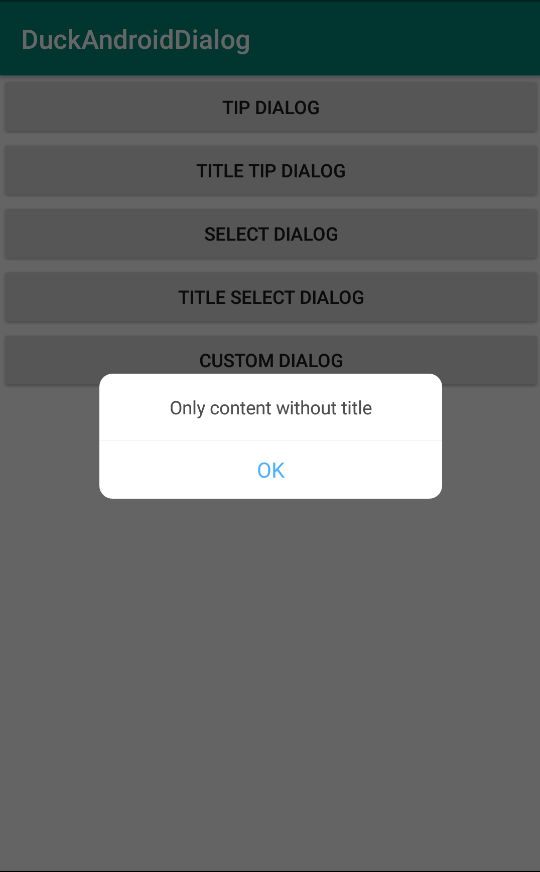 DuckAndroidDialog
TIP DIALOG
TITLE TIP DIALOG
SELECT DIALOG
TITLE SELECT DIALOG
CUSTOM DIALOG
Only content without title
OK